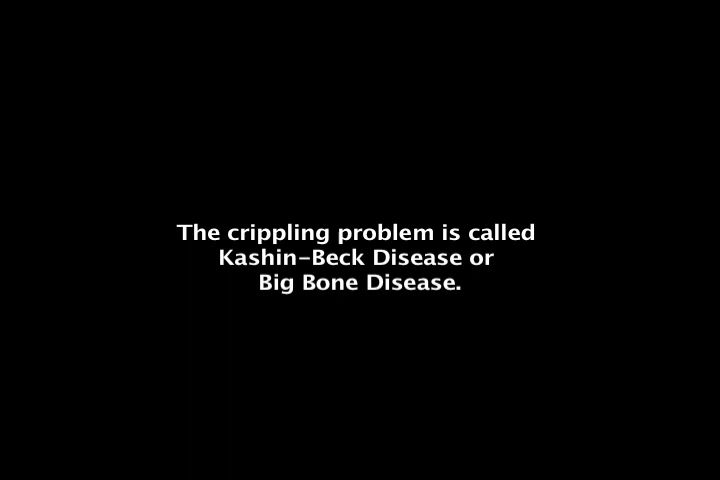 The crippling problem is called
Kashin-Beck Disease or
Big Bone Disease.